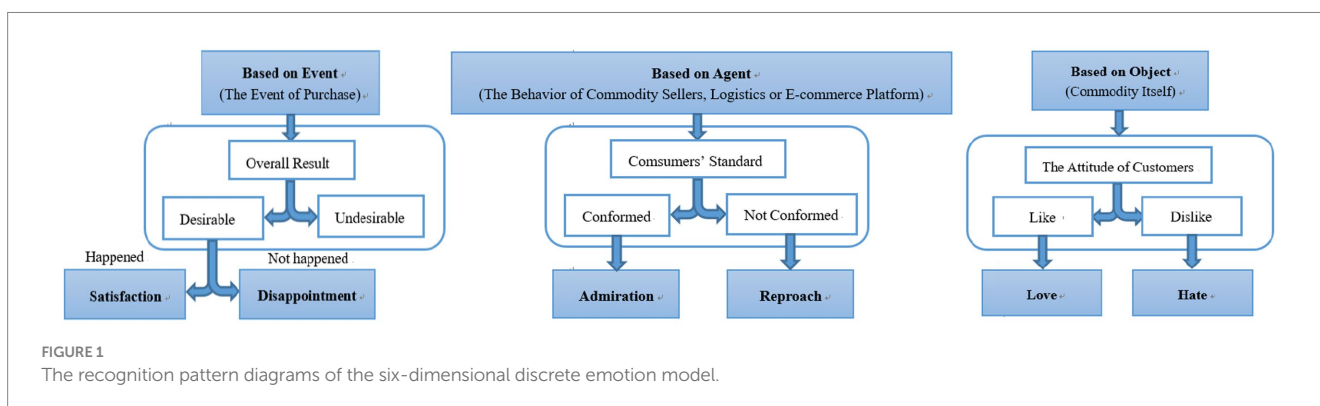 Based on Event
(The Event of Purchase)
Overall Result
Desirable
Undesirable
Happened
Not happened
Satisfaction
Disappointment
Based on Agent
(The Behavior of Commodity Sellers, Logistics or E-commerce Platform)
Comsumers' Standard
Conformed
Not Conformed
Admiration
Reproach
Based on Object
(Commodity Itself)
The Attitude of Customers
Like
Dislike
Love
Hate
FIGURE 1
The recognition pattern diagrams of the six-dimensional discrete emotion model.